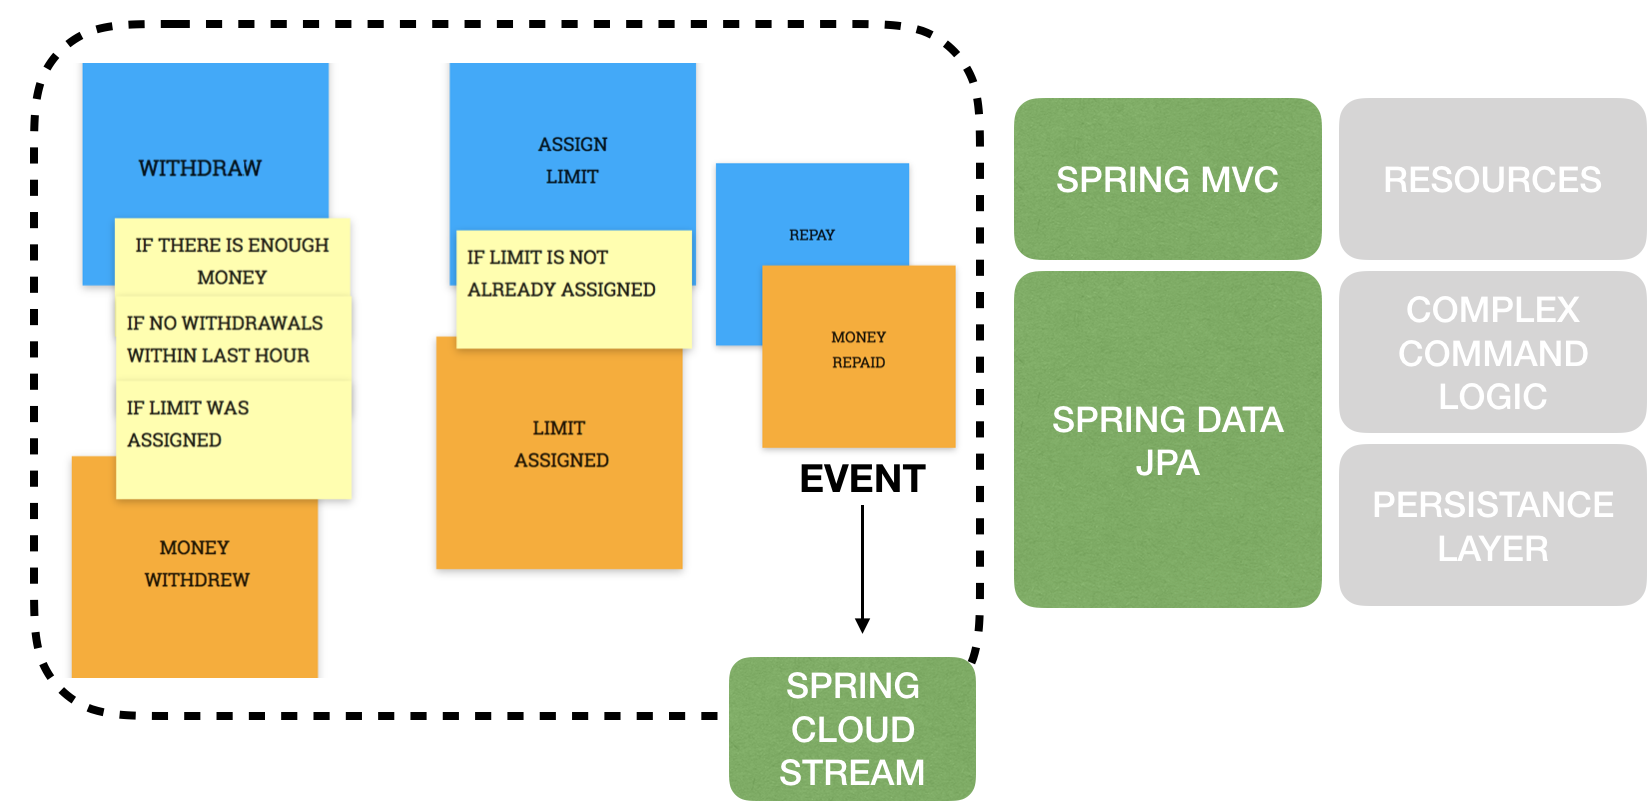 WITHDRAW
IF THERE IS ENOUGH
MONEY
IF NO WITHDRAWALS
WITHIN LAST HOUR
IF LIMIT WAS
ASSIGNED
MONEY
WITHDREW
ASSIGN
LIMIT
IF LIMIT IS NOT
ALREADY ASSIGNED
LIMIT
ASSIGNED
REPAY
MONEY
REPAID
EVENT
SPRING
CLOUD
STREAM
SPRING MVC
RESOURCES
SPRING DATA
JPA
COMPLEX
COMMAND
LOGIC
PERSISTANCE
LAYER